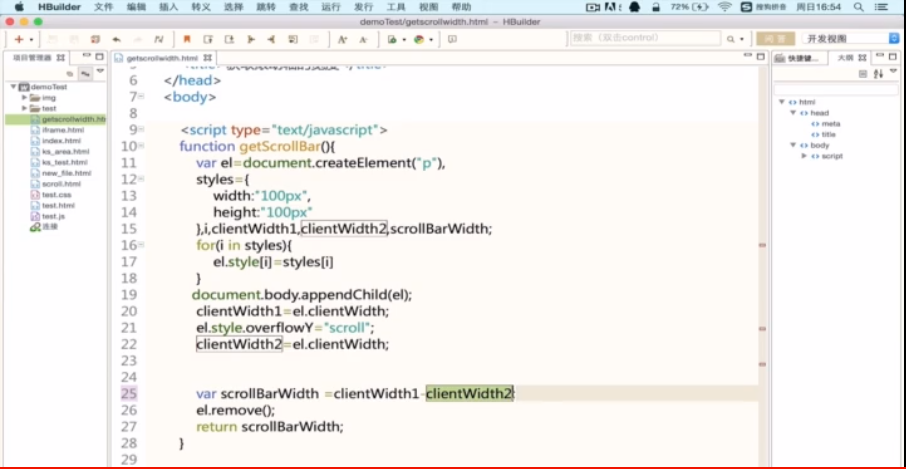 HBuilder 文件 编辑 插入 转义 选择 跳转 查找 运行 发行 工具 视图 帮助 72% 搜狗拼音 周日16:54
demoTest/getscrollwidth.html - HBuilder
搜索（双击control） 开发视图
项目管理器 getscrollwidth.html 快捷键... 大纲
demoTest
img
test
getscrollwidth.ht
iframe.html
index.html
ks_area.html
ks_test.html
new_file.html
scroll.html
test.css
test.html
test.js
连接
6 </head>
7 <body>
8
9 <script type="text/javascript">
10 function getScrollBar(){
11 var el=document.createElement("p"),
12 styles={
13 width:"100px",
14 height:"100px"
15 },i,clientWidth1,clientWidth2,scrollBarWidth;
16 for(i in styles){
17 el.style[i]=styles[i]
18 }
19 document.body.appendChild(el);
20 clientWidth1=el.clientWidth;
21 el.style.overflowY="scroll";
22 clientWidth2=el.clientWidth;
23
24
25 var scrollBarWidth =clientWidth1-clientWidth2;
26 el.remove();
27 return scrollBarWidth;
28 }
29
html
head
meta
title
body
script